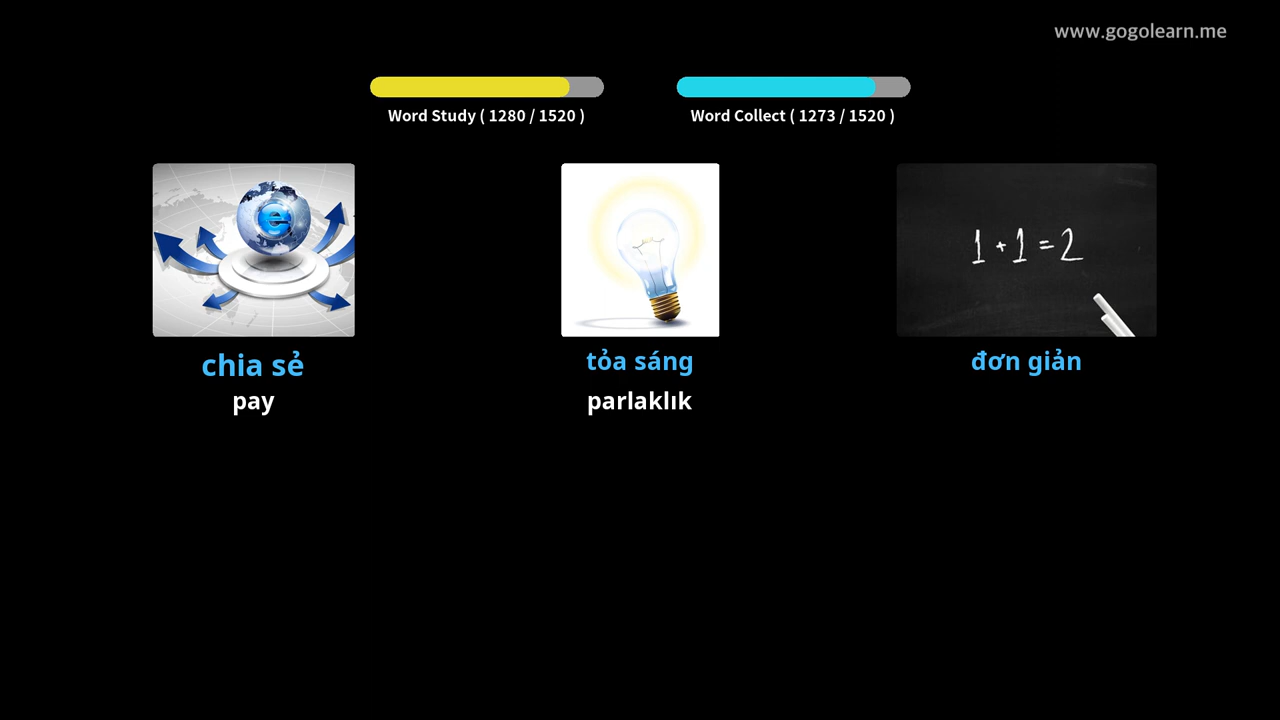 www.gogolearn.me
Word Study ( 1280 / 1520 )
Word Collect ( 1273 / 1520 )
e
1 + 1 = 2
chia sẻ
tỏa sáng
đơn giản
pay
parlaklık